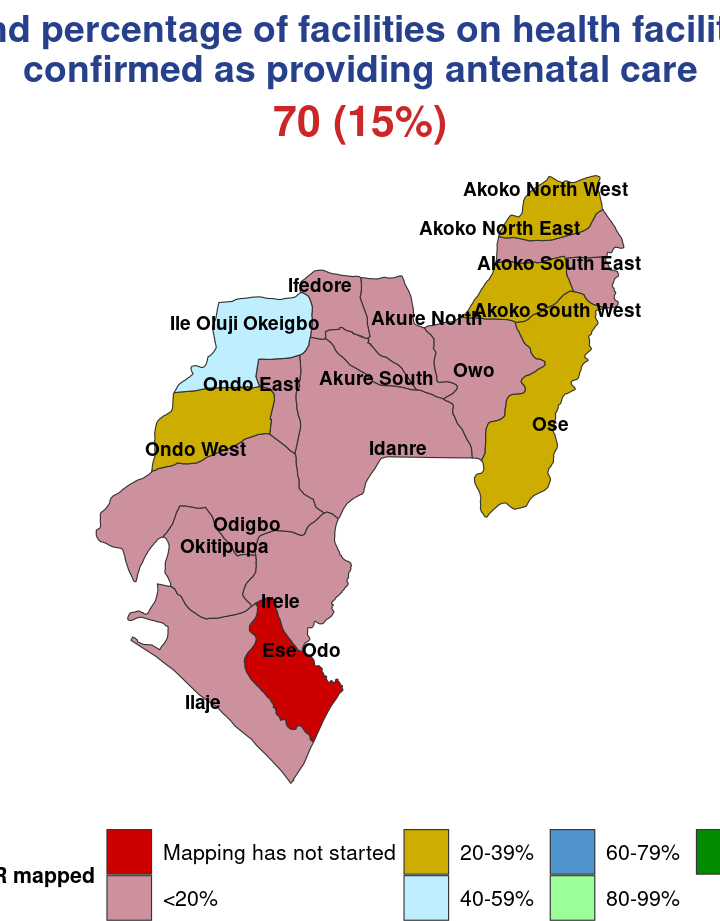 nd percentage of facilities on health facilit
confirmed as providing antenatal care
70 (15%)
Akoko North West
Akoko North East
Akoko South East
Ifedore
Akoko South West
Ile Oluji Okeigbo
Akure North
Owo
Akure South
Ondo East
Ose
Ondo West
Idanre
Odigbo
Okitipupa
Irele
Ese Odo
Ilaje
R mapped
Mapping has not started
20-39%
60-79%
<20%
40-59%
80-99%